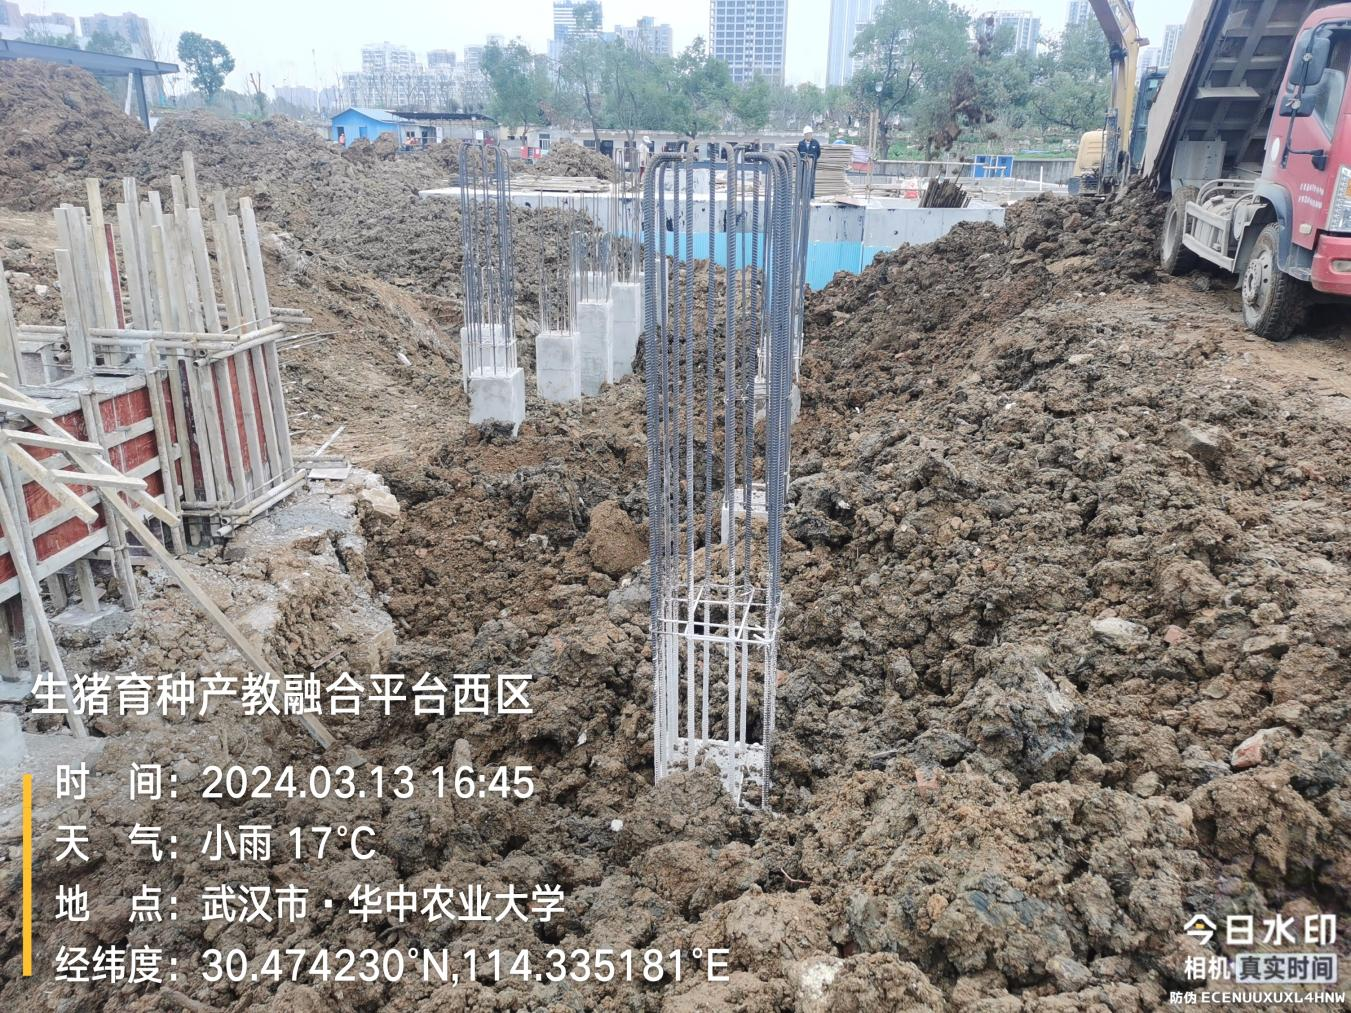 生猪育种产教融合平台西区
时 间：2024.03.13 16:45
天 气：小雨 17°C
地 点：武汉市·华中农业大学
经纬度：30.474230°N,114.335181°E
今日水印
相机 真实时间
防伪 ECENUUXUXL4HNW